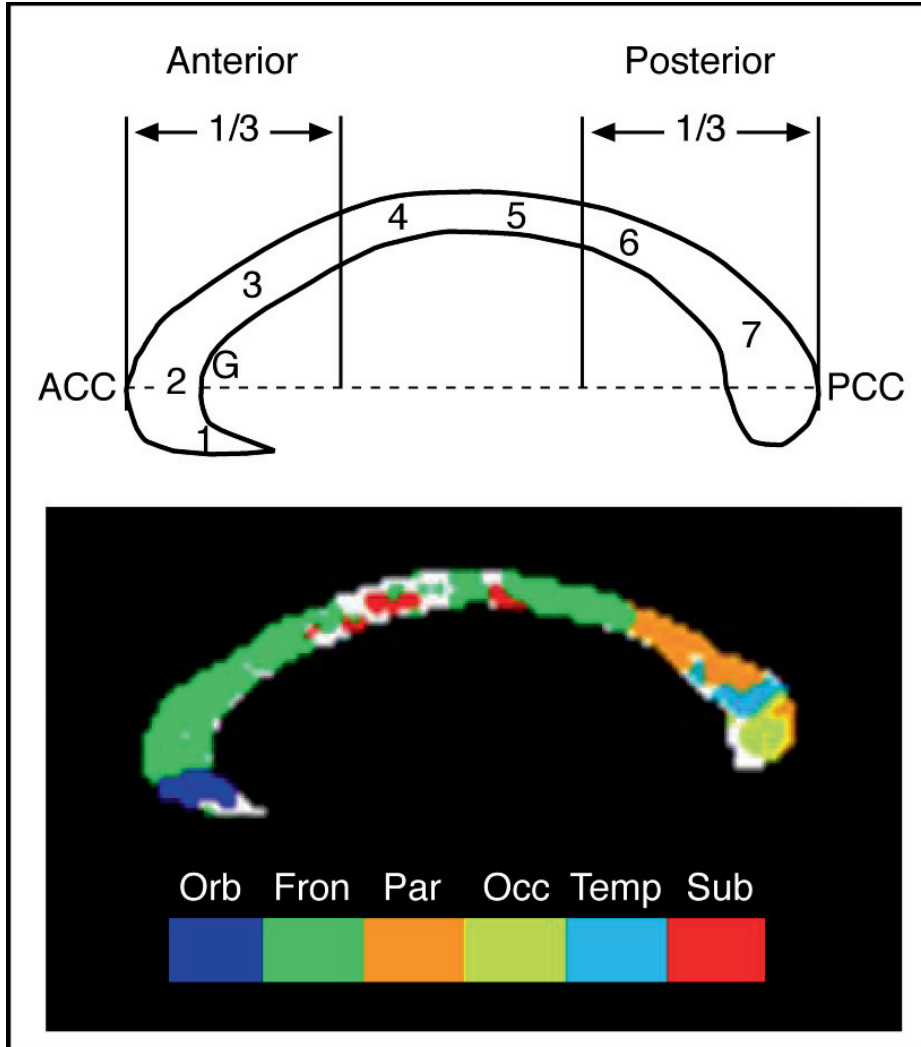 Anterior Posterior
1/3 1/3
4 5
6
3
7
G
2
ACC PCC
1
Orb Fron Par Occ Temp Sub